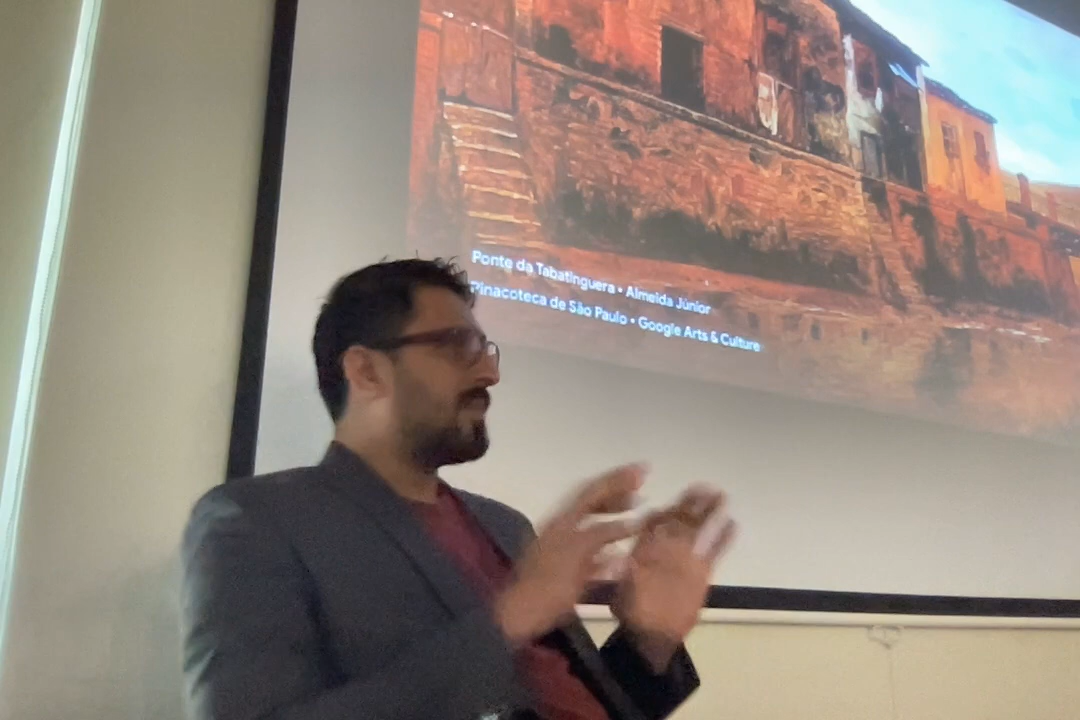 Ponte da Tabatinguera • Almeida Júnior
Pinacoteca de São Paulo • Google Arts & Culture